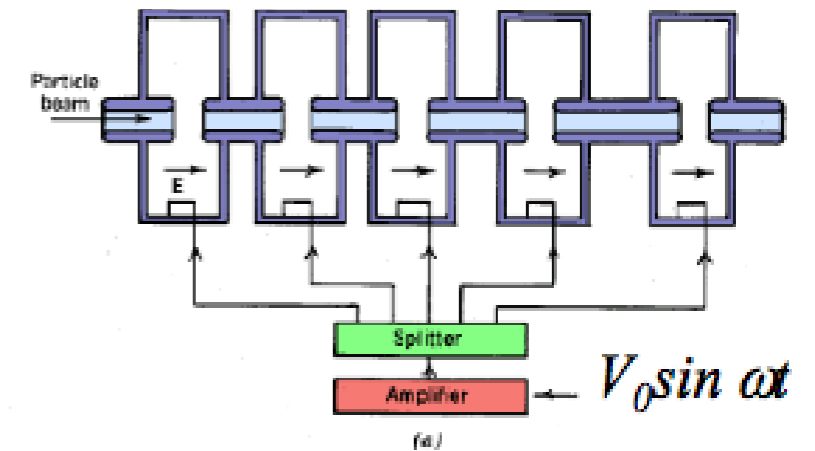 Particle
beam
E
Splitter
Amplifier
V₀sin ωt
(a)